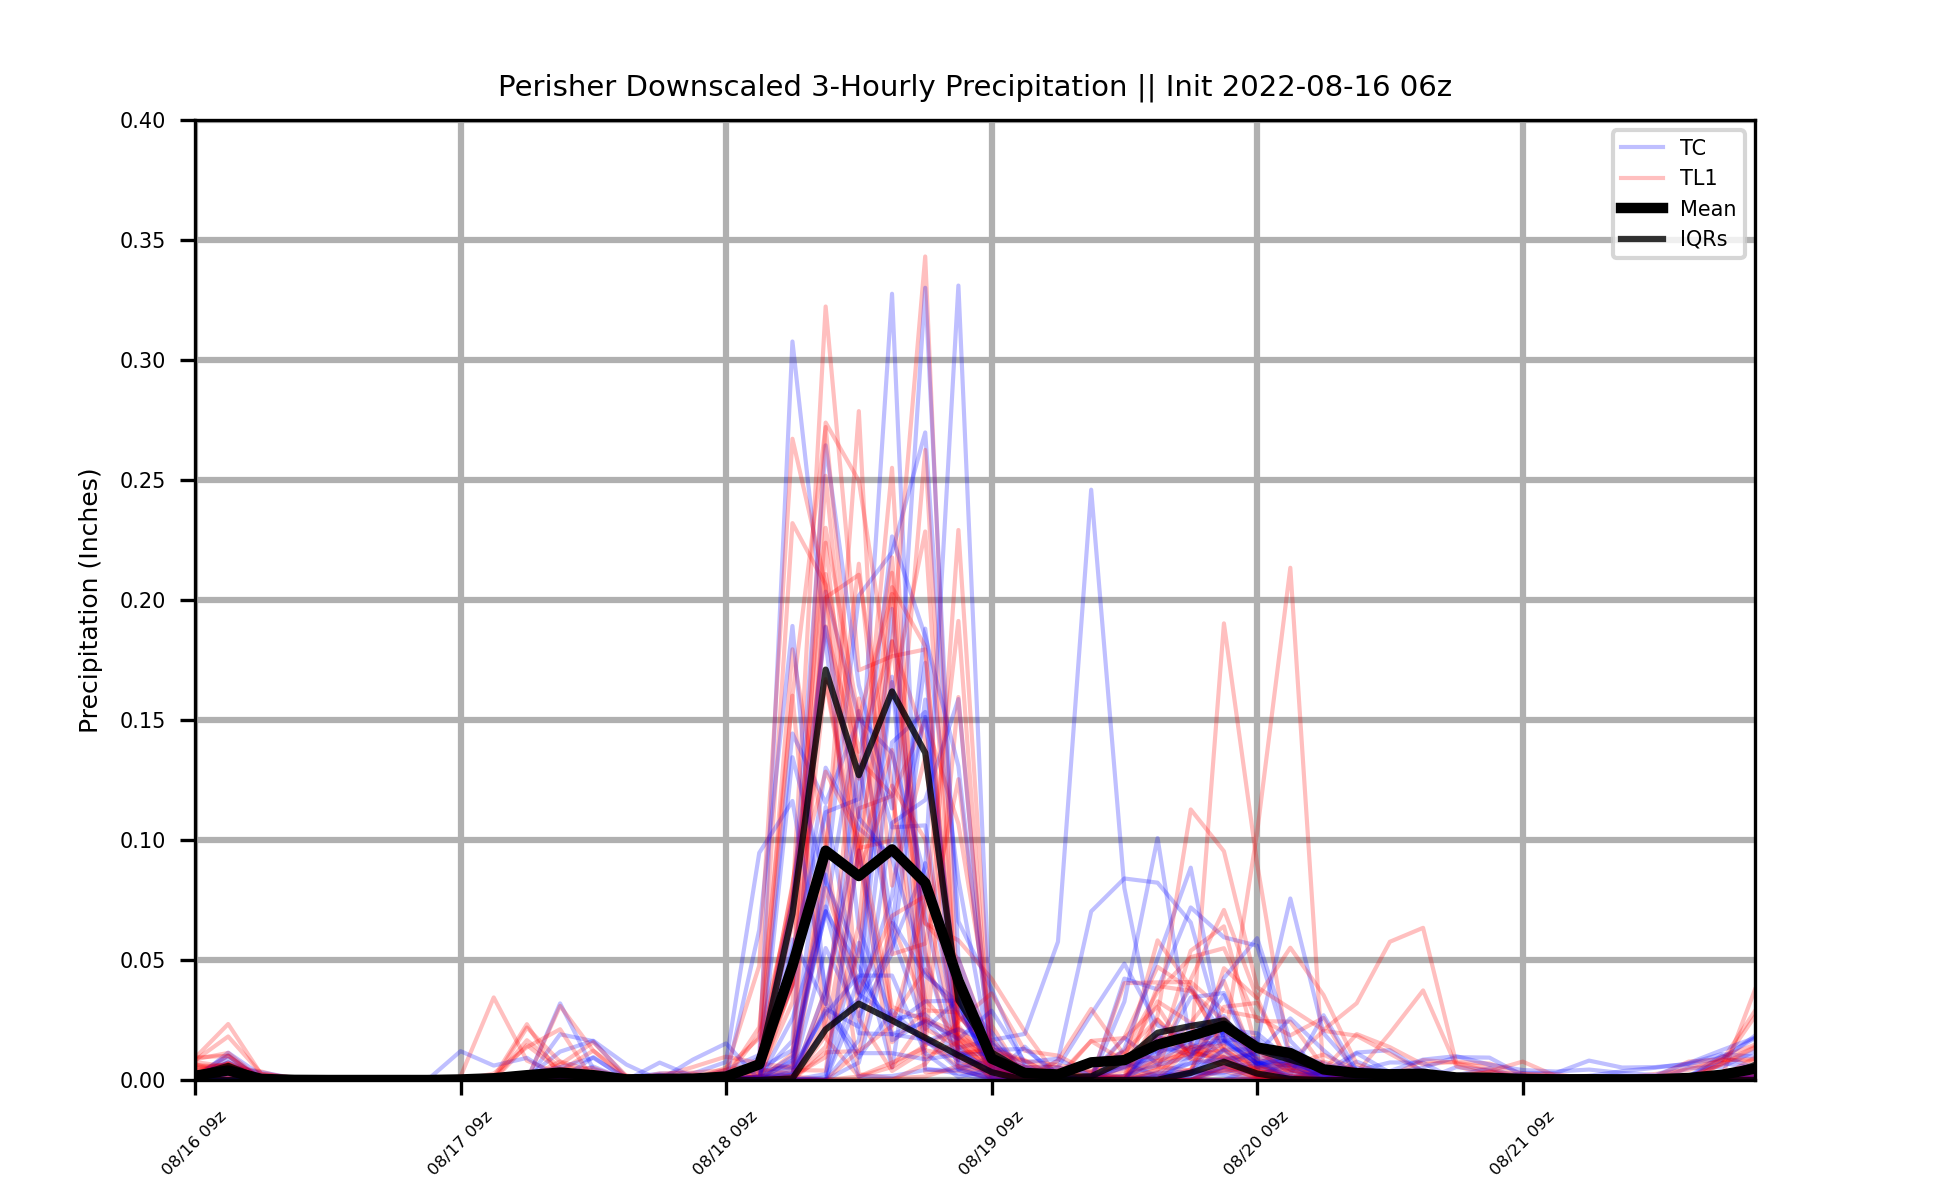 Perisher Downscaled 3-Hourly Precipitation || Init 2022-08-16 06z
TC
TL1
Mean
IQRs
Precipitation (Inches)
0.40
0.35
0.30
0.25
0.20
0.15
0.10
0.05
0.00
08/16 09z
08/17 09z
08/18 09z
08/19 09z
08/20 09z
08/21 09z